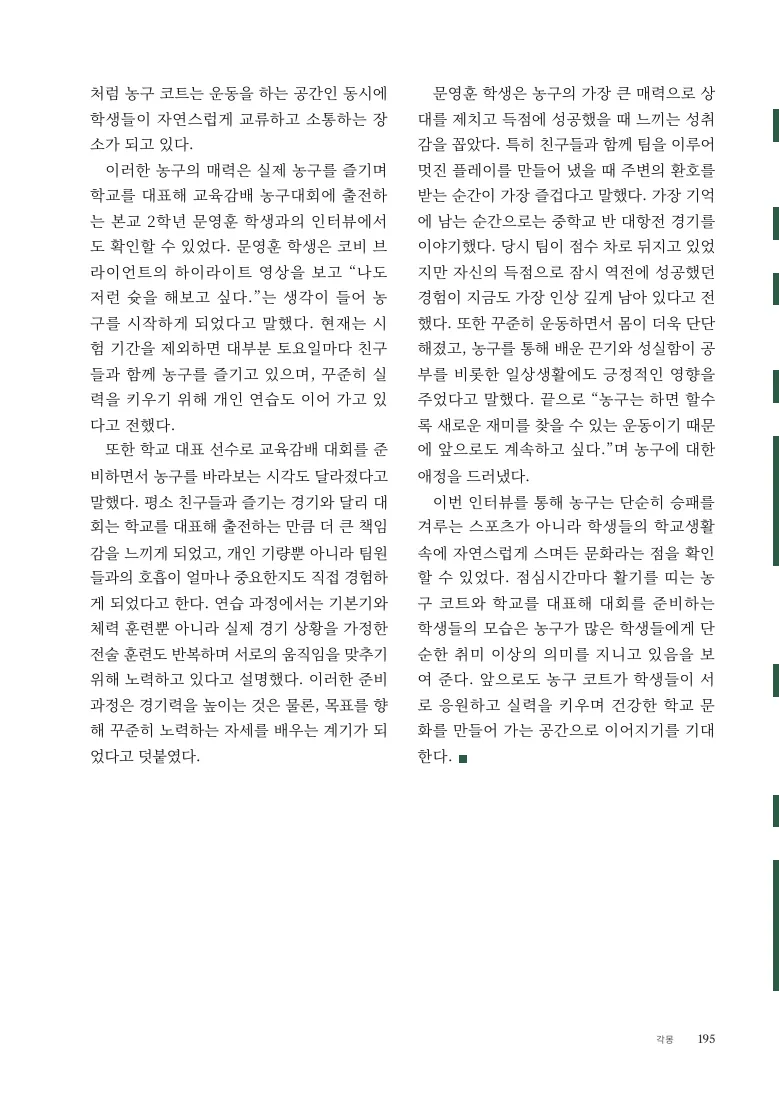 처럼 농구 코트는 운동을 하는 공간인 동시에
학생들이 자연스럽게 교류하고 소통하는 장
소가 되고 있다.
이러한 농구의 매력은 실제 농구를 즐기며
학교를 대표해 교육감배 농구대회에 출전하
는 본교 2학년 문영훈 학생과의 인터뷰에서
도 확인할 수 있었다. 문영훈 학생은 코비 브
라이언트의 하이라이트 영상을 보고 “나도
저런 슛을 해보고 싶다.”는 생각이 들어 농
구를 시작하게 되었다고 말했다. 현재는 시
험 기간을 제외하면 대부분 토요일마다 친구
들과 함께 농구를 즐기고 있으며, 꾸준히 실
력을 키우기 위해 개인 연습도 이어 가고 있
다고 전했다.
또한 학교 대표 선수로 교육감배 대회를 준
비하면서 농구를 바라보는 시각도 달라졌다고
말했다. 평소 친구들과 즐기는 경기와 달리 대
회는 학교를 대표해 출전하는 만큼 더 큰 책임
감을 느끼게 되었고, 개인 기량뿐 아니라 팀원
들과의 호흡이 얼마나 중요한지도 직접 경험하
게 되었다고 한다. 연습 과정에서는 기본기와
체력 훈련뿐 아니라 실제 경기 상황을 가정한
전술 훈련도 반복하며 서로의 움직임을 맞추기
위해 노력하고 있다고 설명했다. 이러한 준비
과정은 경기력을 높이는 것은 물론, 목표를 향
해 꾸준히 노력하는 자세를 배우는 계기가 되
었다고 덧붙였다.
문영훈 학생은 농구의 가장 큰 매력으로 상
대를 제치고 득점에 성공했을 때 느끼는 성취
감을 꼽았다. 특히 친구들과 함께 팀을 이루어
멋진 플레이를 만들어 냈을 때 주변의 환호를
받는 순간이 가장 즐겁다고 말했다. 가장 기억
에 남는 순간으로는 중학교 반 대항전 경기를
이야기했다. 당시 팀이 점수 차로 뒤지고 있었
지만 자신의 득점으로 잠시 역전에 성공했던
경험이 지금도 가장 인상 깊게 남아 있다고 전
했다. 또한 꾸준히 운동하면서 몸이 더욱 단단
해졌고, 농구를 통해 배운 끈기와 성실함이 공
부를 비롯한 일상생활에도 긍정적인 영향을
주었다고 말했다. 끝으로 “농구는 하면 할수
록 새로운 재미를 찾을 수 있는 운동이기 때문
에 앞으로도 계속하고 싶다.”며 농구에 대한
애정을 드러냈다.
이번 인터뷰를 통해 농구는 단순히 승패를
겨루는 스포츠가 아니라 학생들의 학교생활
속에 자연스럽게 스며든 문화라는 점을 확인
할 수 있었다. 점심시간마다 활기를 띠는 농
구 코트와 학교를 대표해 대회를 준비하는
학생들의 모습은 농구가 많은 학생들에게 단
순한 취미 이상의 의미를 지니고 있음을 보
여 준다. 앞으로도 농구 코트가 학생들이 서
로 응원하고 실력을 키우며 건강한 학교 문
화를 만들어 가는 공간으로 이어지기를 기대
한다. ■
각몽 195